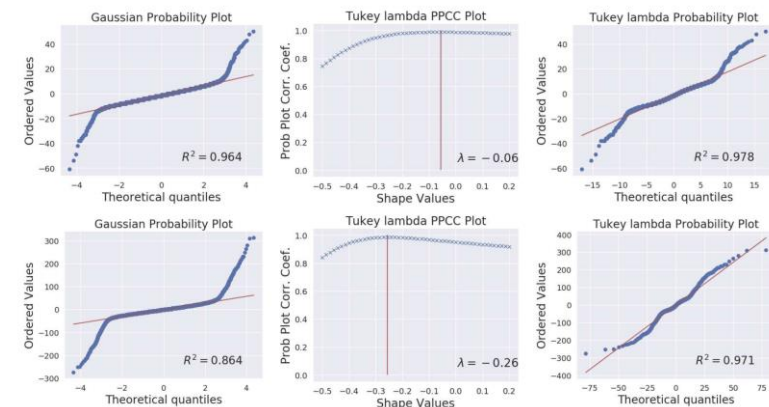 Gaussian Probability Plot
Ordered Values
40
20
0
−20
−40
−60
R² = 0.964
−4 −2 0 2 4
Theoretical quantiles
Tukey lambda PPCC Plot
Prob Plot Corr. Coef.
1.0
0.8
0.6
0.4
0.2
0.0
λ = −0.06
−0.5 −0.4 −0.3 −0.2 −0.1 0.0 0.1 0.2
Shape Values
Tukey lambda Probability Plot
Ordered Values
40
20
0
−20
−40
−60
R² = 0.978
−15 −10 −5 0 5 10 15
Theoretical quantiles
Gaussian Probability Plot
Ordered Values
300
200
100
0
−100
−200
−300
R² = 0.864
−4 −2 0 2 4
Theoretical quantiles
Tukey lambda PPCC Plot
Prob Plot Corr. Coef.
1.0
0.8
0.6
0.4
0.2
0.0
λ = −0.26
−0.5 −0.4 −0.3 −0.2 −0.1 0.0 0.1 0.2
Shape Values
Tukey lambda Probability Plot
Ordered Values
400
300
200
100
0
−100
−200
−300
−400
R² = 0.971
−75 −50 −25 0 25 50 75
Theoretical quantiles